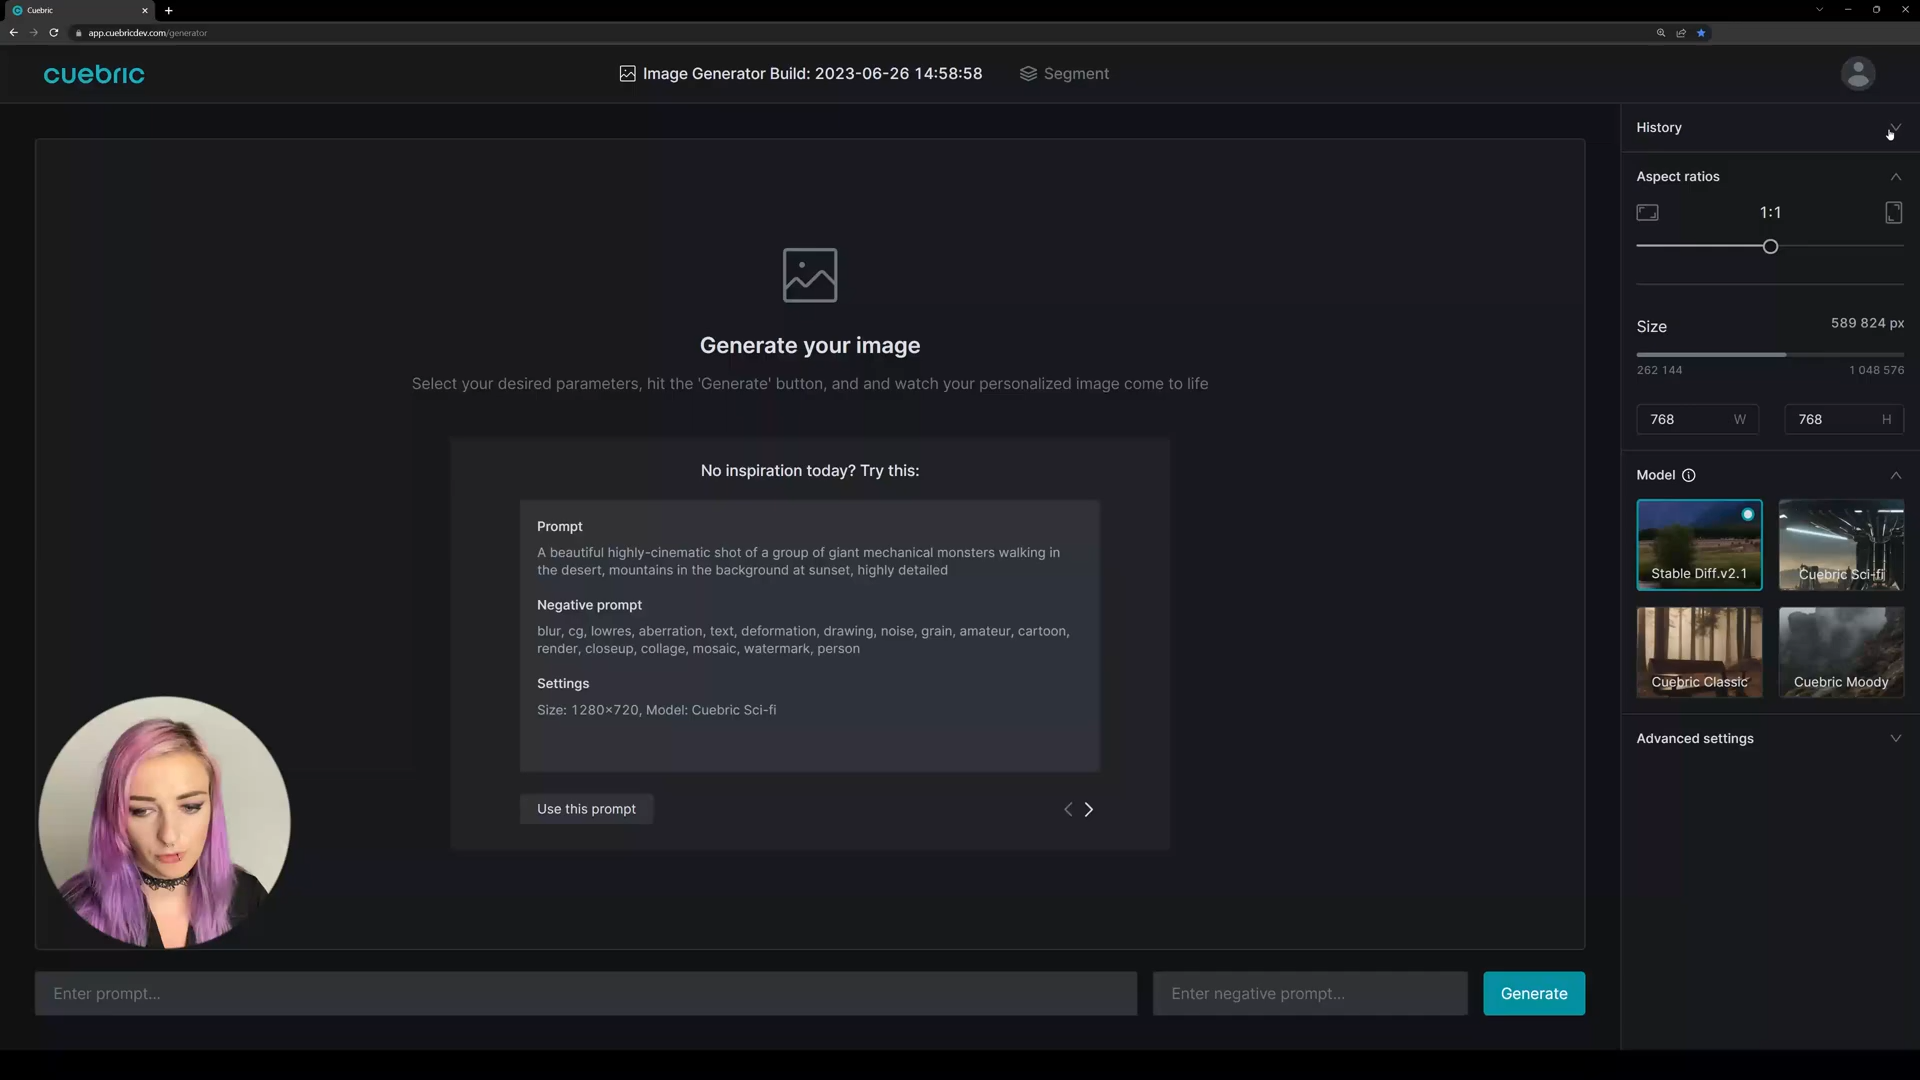 Cuebric
app.cuebricdev.com/generator
cuebric
Image Generator Build: 2023-06-26 14:58:58
Segment
History
Aspect ratios
1:1
Size
589 824 px
262 144
1 048 576
768 W
768 H
Model
Stable Diff.v2.1
Cuebric Sci-fi
Cuebric Classic
Cuebric Moody
Advanced settings
Generate your image
Select your desired parameters, hit the 'Generate' button, and and watch your personalized image come to life
No inspiration today? Try this:
Prompt
A beautiful highly-cinematic shot of a group of giant mechanical monsters walking in
the desert, mountains in the background at sunset, highly detailed
Negative prompt
blur, cg, lowres, aberration, text, deformation, drawing, noise, grain, amateur, cartoon,
render, closeup, collage, mosaic, watermark, person
Settings
Size: 1280×720, Model: Cuebric Sci-fi
Use this prompt
Enter prompt...
Enter negative prompt...
Generate